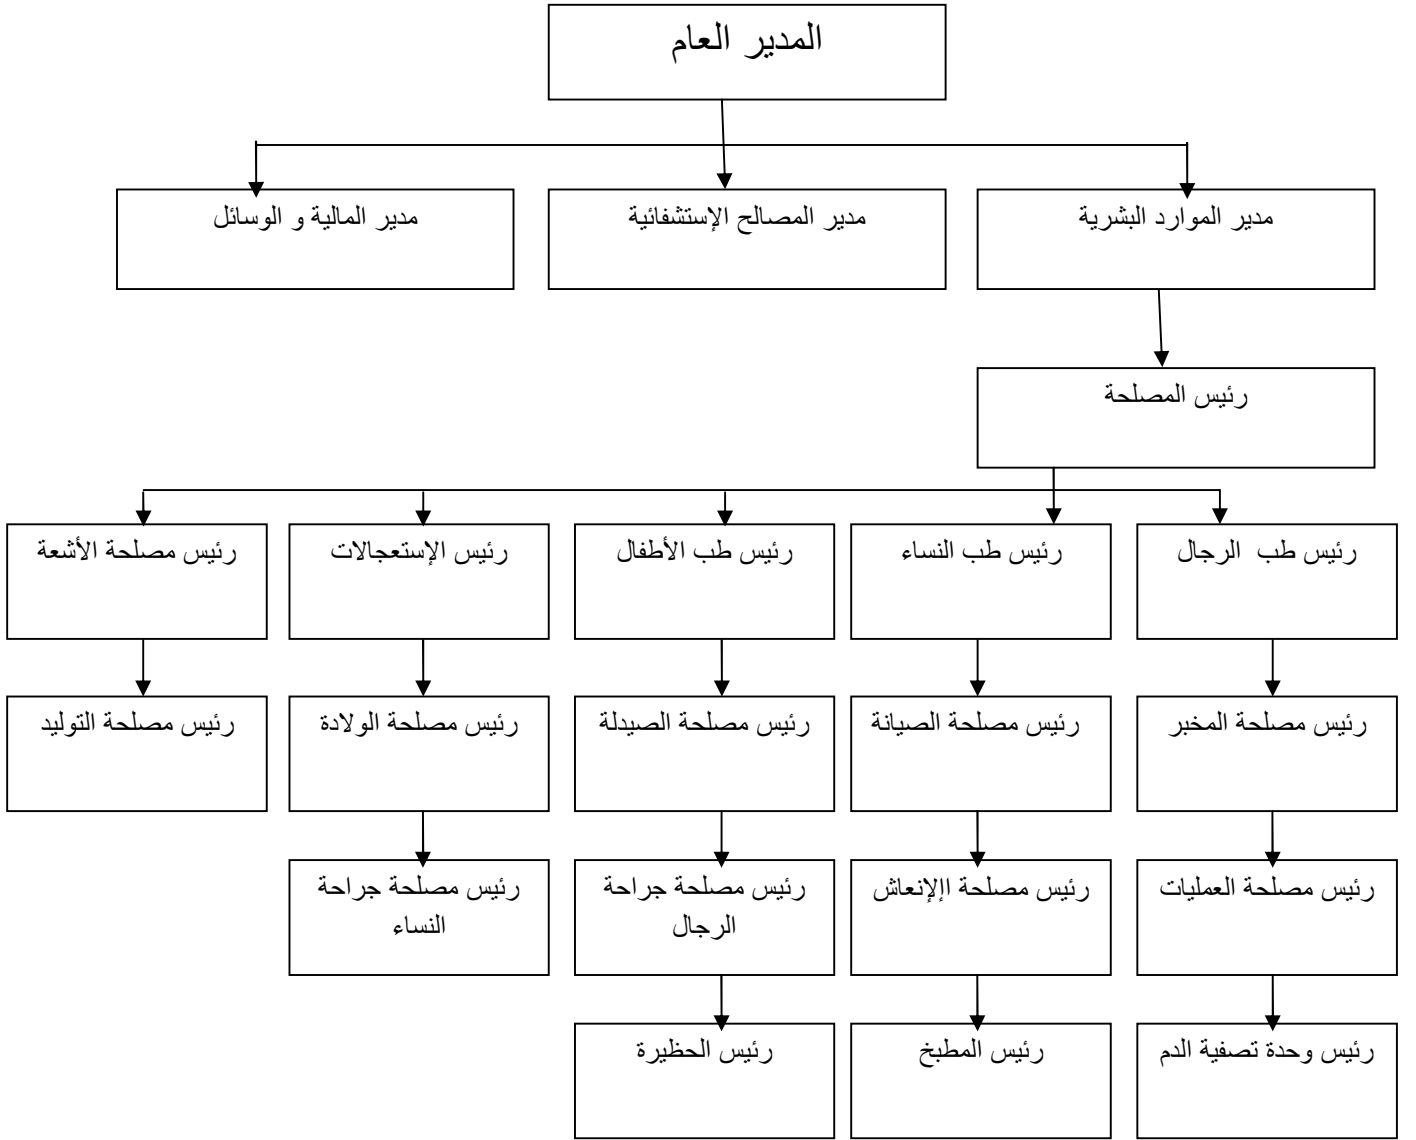 المدير العام
مدير الموارد البشرية
مدير المصالح الإستشفائية
مدير المالية و الوسائل
رئيس المصلحة
رئيس طب الرجال
رئيس طب النساء
رئيس طب الأطفال
رئيس الإستعجالات
رئيس مصلحة الأشعة
رئيس مصلحة المخبر
رئيس مصلحة الصيانة
رئيس مصلحة الصيدلة
رئيس مصلحة الولادة
رئيس مصلحة التوليد
رئيس مصلحة العمليات
رئيس مصلحة اإلإنعاش
رئيس مصلحة جراحة
الرجال
رئيس مصلحة جراحة
النساء
رئيس وحدة تصفية الدم
رئيس المطبخ
رئيس الحظيرة